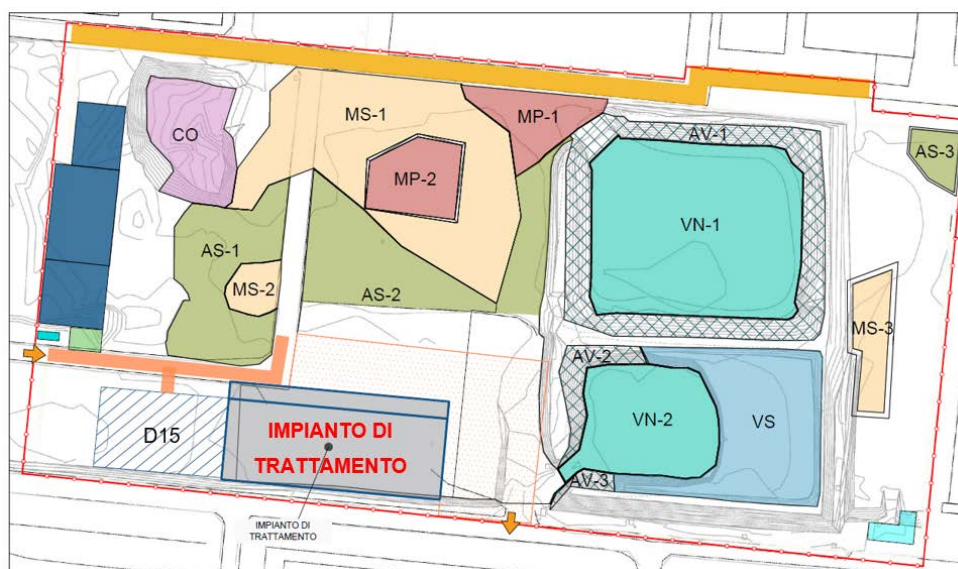 CO
MS-1
MP-1
AV-1
AS-3
MP-2
VN-1
AS-1
MS-2
AS-2
MS-3
AV-2
VN-2
VS
D15
IMPIANTO DI
TRATTAMENTO
AV-3
IMPIANTO DI
TRATTAMENTO